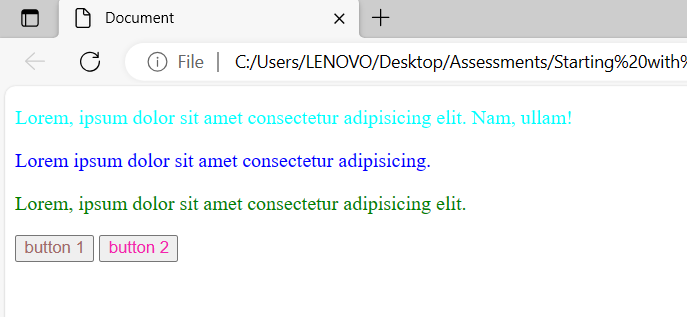 Document
File | C:/Users/LENOVO/Desktop/Assessments/Starting%20with%
Lorem, ipsum dolor sit amet consectetur adipisicing elit. Nam, ullam!
Lorem ipsum dolor sit amet consectetur adipisicing.
Lorem, ipsum dolor sit amet consectetur adipisicing elit.
button 1 button 2